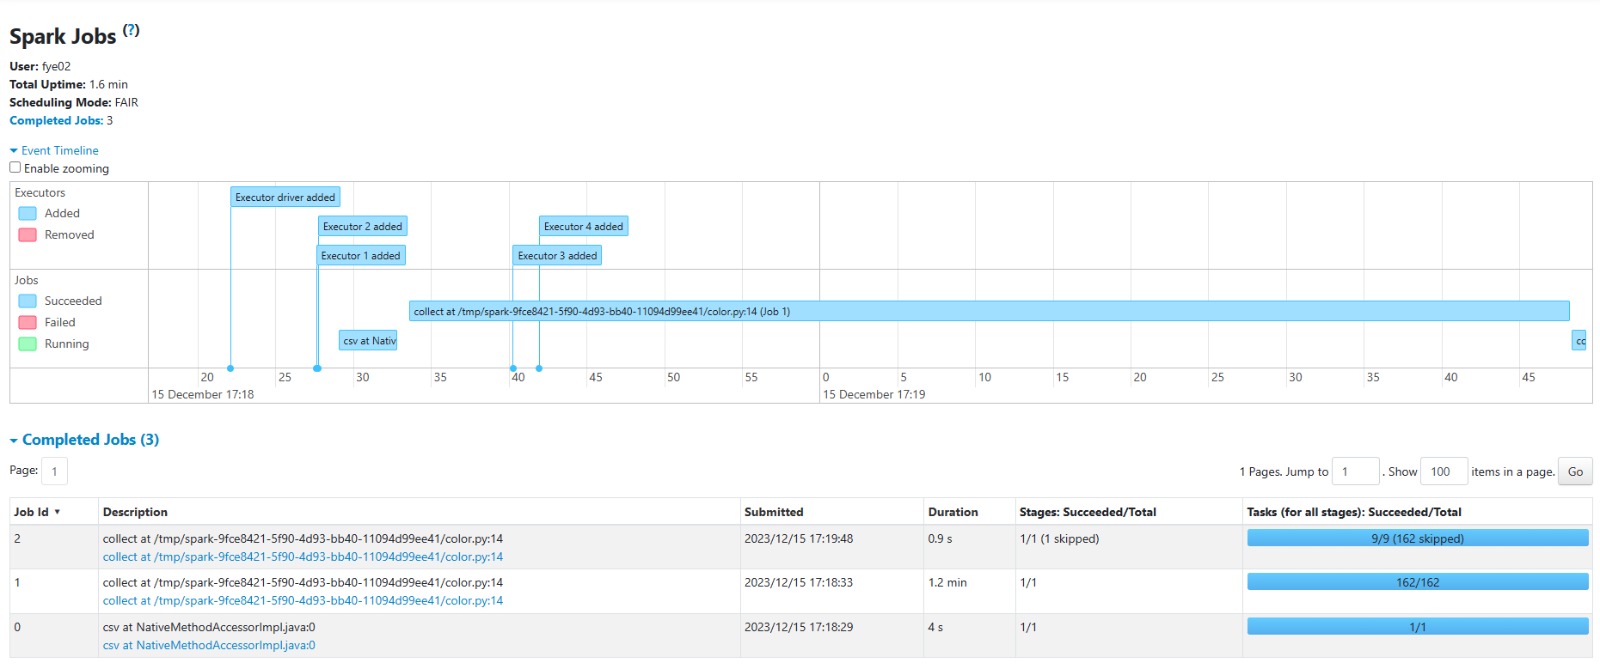 Spark Jobs (?)
User: fye02
Total Uptime: 1.6 min
Scheduling Mode: FAIR
Completed Jobs: 3
Event Timeline
Enable zooming
Executors
Added
Removed
Executor driver added
Executor 2 added
Executor 4 added
Executor 1 added
Executor 3 added
Jobs
Succeeded
Failed
Running
collect at /tmp/spark-9fce8421-5f90-4d93-bb40-11094d99ee41/color.py:14 (Job 1)
csv at Nativ
cc
20 25 30 35 40 45 50 55 0 5 10 15 20 25 30 35 40 45
15 December 17:18 15 December 17:19
Completed Jobs (3)
Page: 1 1 Pages. Jump to 1 . Show 100 items in a page. Go
Job Id ▾ Description Submitted Duration Stages: Succeeded/Total Tasks (for all stages): Succeeded/Total
2 collect at /tmp/spark-9fce8421-5f90-4d93-bb40-11094d99ee41/color.py:14 2023/12/15 17:19:48 0.9 s 1/1 (1 skipped) 9/9 (162 skipped)
collect at /tmp/spark-9fce8421-5f90-4d93-bb40-11094d99ee41/color.py:14
1 collect at /tmp/spark-9fce8421-5f90-4d93-bb40-11094d99ee41/color.py:14 2023/12/15 17:18:33 1.2 min 1/1 162/162
collect at /tmp/spark-9fce8421-5f90-4d93-bb40-11094d99ee41/color.py:14
0 csv at NativeMethodAccessorImpl.java:0 2023/12/15 17:18:29 4 s 1/1 1/1
csv at NativeMethodAccessorImpl.java:0